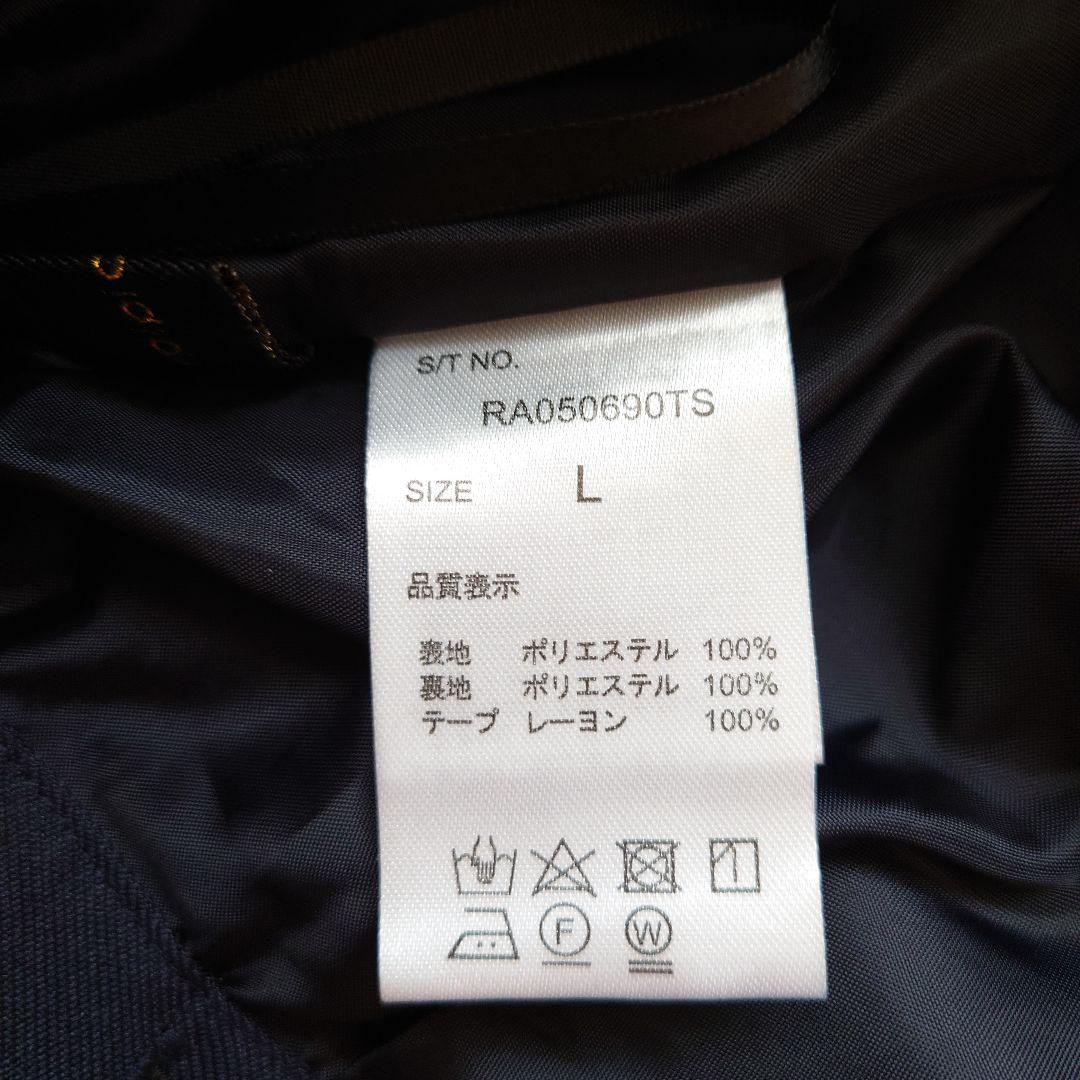 S/T NO.
RA050690TS
SIZE L
品質表示
表地 ポリエステル 100%
裏地 ポリエステル 100%
テープ レーヨン 100%
F W